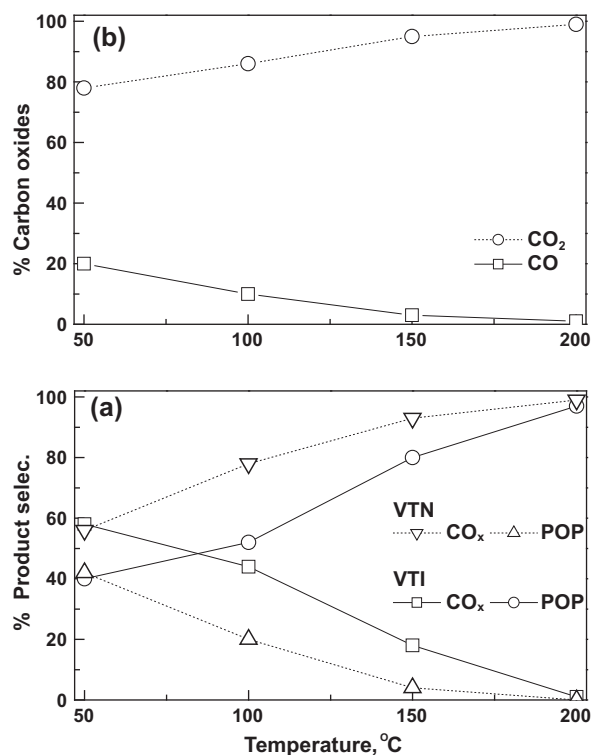 (b)
100
80
60
40
20
0
% Carbon oxides
CO₂
CO
50 100 150 200
(a)
100
80
60
40
20
0
% Product selec.
VTN
COₓ POP
VTI
COₓ POP
50 100 150 200
Temperature, °C